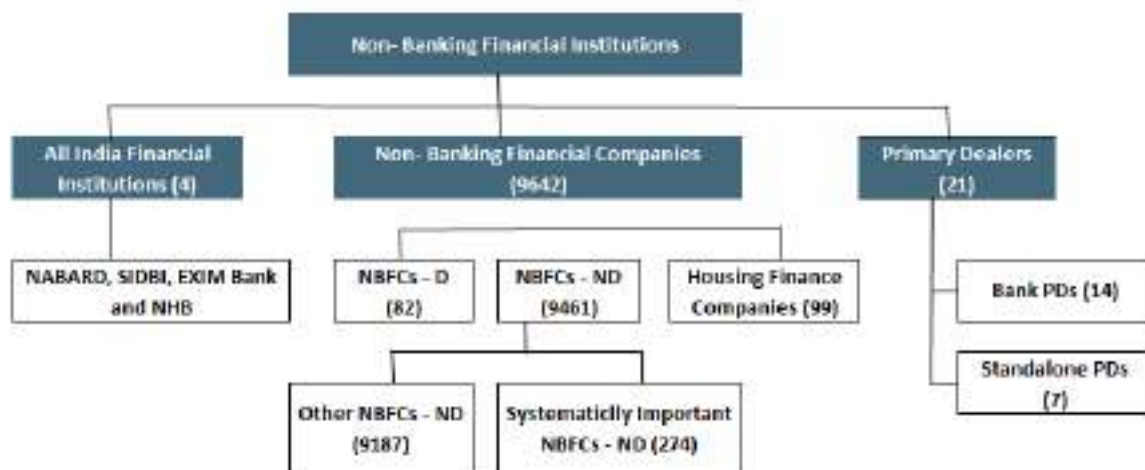 Non- Banking Financial Institutions
All India Financial
Institutions (4)
Non- Banking Financial Companies
(9642)
Primary Dealers
(21)
NABARD, SIDBI, EXIM Bank
and NHB
NBFCs - D
(82)
NBFCs - ND
(9461)
Housing Finance
Companies (99)
Bank PDs (14)
Standalone PDs
(7)
Other NBFCs - ND
(9187]
Systematiclly Important
NBFCs - ND (274)